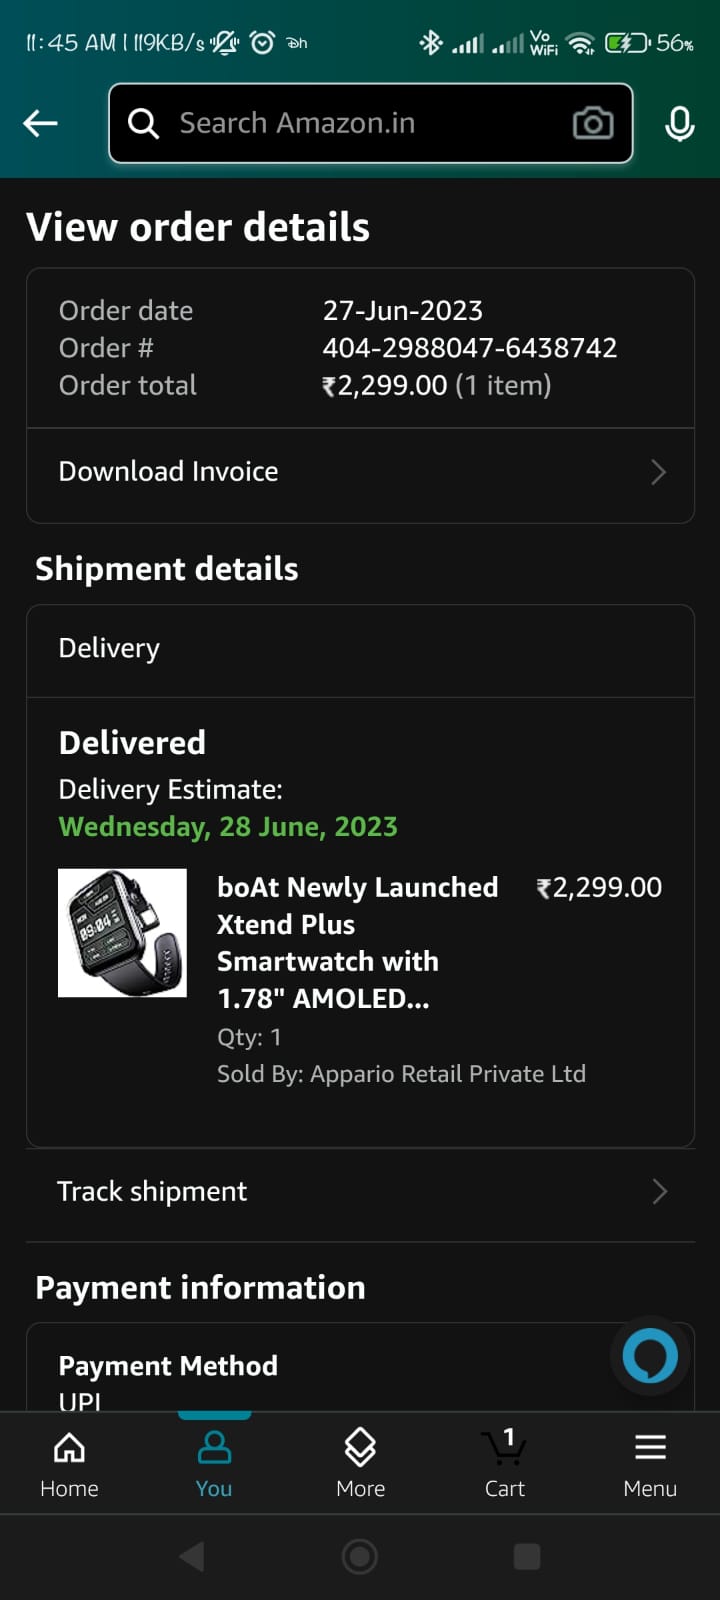 11:45 AM | 119KB/s
Vo
WiFi
56%
Search Amazon.in
View order details
Order date 27-Jun-2023
Order # 404-2988047-6438742
Order total ₹2,299.00 (1 item)
Download Invoice
Shipment details
Delivery
Delivered
Delivery Estimate:
Wednesday, 28 June, 2023
boAt Newly Launched ₹2,299.00
Xtend Plus
Smartwatch with
1.78" AMOLED...
Qty: 1
Sold By: Appario Retail Private Ltd
09:04
Track shipment
Payment information
Payment Method
UPI
1
Home You More Cart Menu